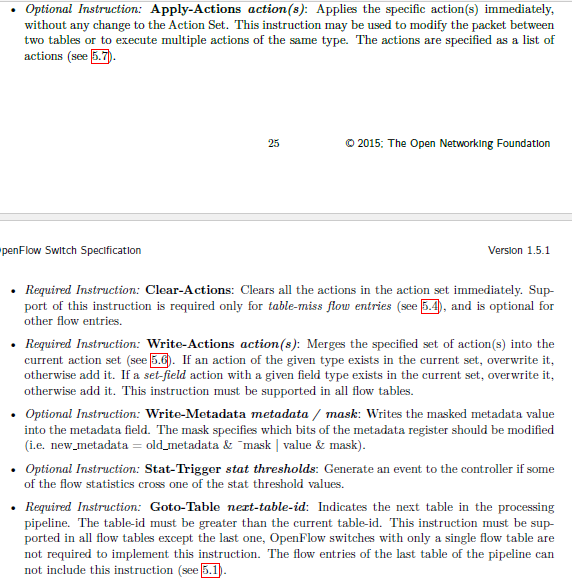 • Optional Instruction: Apply-Actions action(s): Applies the specific action(s) immediately,
without any change to the Action Set. This instruction may be used to modify the packet between
two tables or to execute multiple actions of the same type. The actions are specified as a list of
actions (see 5.7).
25 © 2015; The Open Networking Foundation
penFlow Switch Specification Version 1.5.1
• Required Instruction: Clear-Actions: Clears all the actions in the action set immediately. Sup-
port of this instruction is required only for table-miss flow entries (see 5.4), and is optional for
other flow entries.
• Required Instruction: Write-Actions action(s): Merges the specified set of action(s) into the
current action set (see 5.6). If an action of the given type exists in the current set, overwrite it,
otherwise add it. If a set-field action with a given field type exists in the current set, overwrite it,
otherwise add it. This instruction must be supported in all flow tables.
• Optional Instruction: Write-Metadata metadata / mask: Writes the masked metadata value
into the metadata field. The mask specifies which bits of the metadata register should be modified
(i.e. new_metadata = old_metadata & ~mask | value & mask).
• Optional Instruction: Stat-Trigger stat thresholds: Generate an event to the controller if some
of the flow statistics cross one of the stat threshold values.
• Required Instruction: Goto-Table next-table-id: Indicates the next table in the processing
pipeline. The table-id must be greater than the current table-id. This instruction must be sup-
ported in all flow tables except the last one, OpenFlow switches with only a single flow table are
not required to implement this instruction. The flow entries of the last table of the pipeline can
not include this instruction (see 5.1).